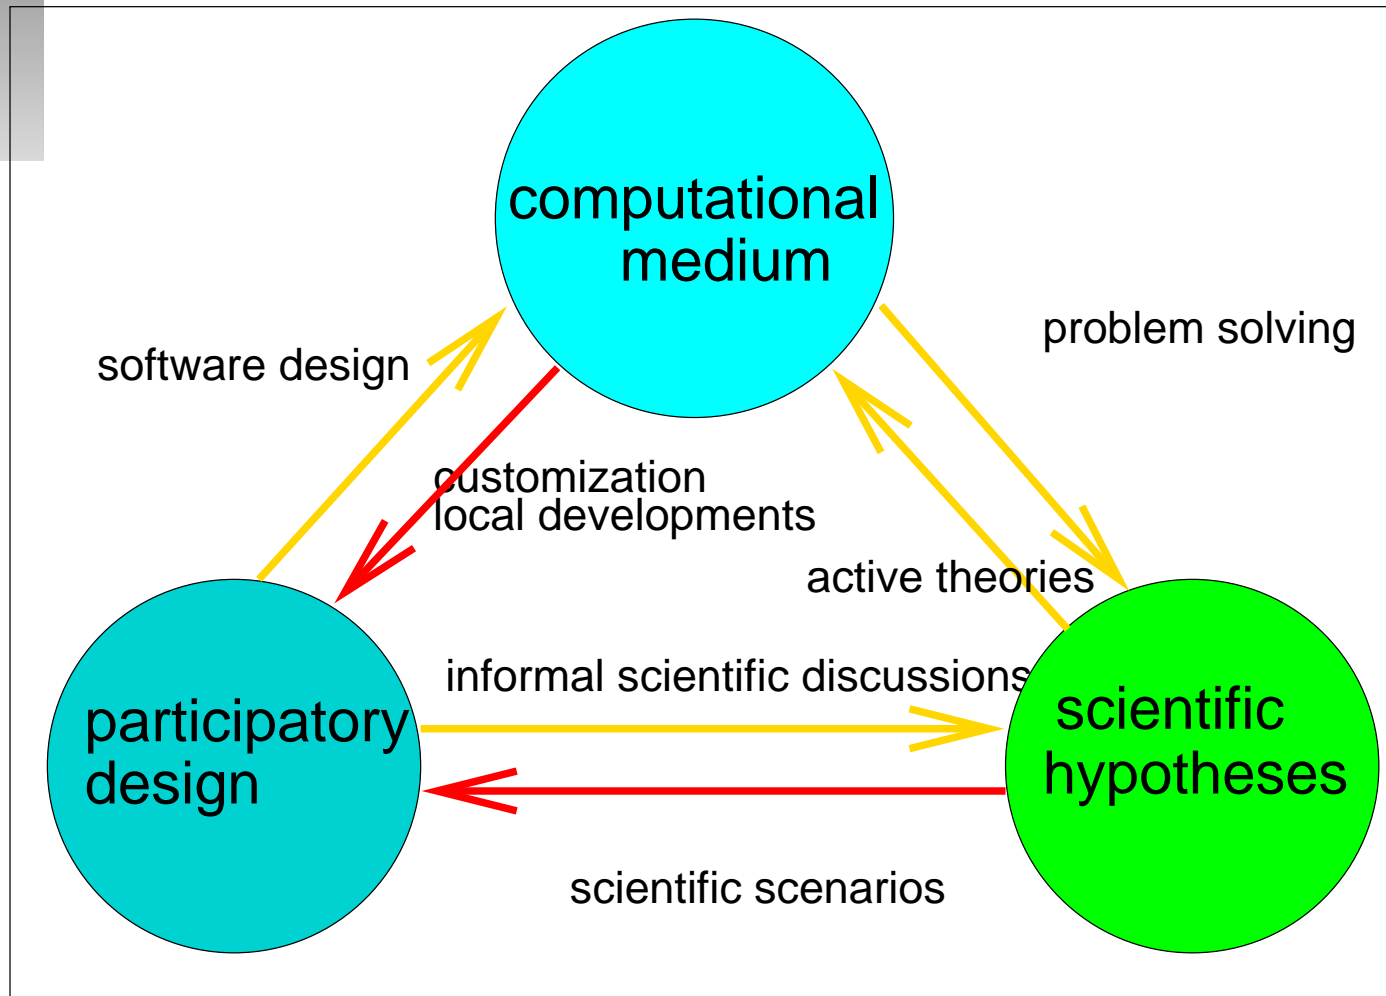 computational
medium
problem solving
software design
customization
local developments
active theories
informal scientific discussions
participatory
design
scientific
hypotheses
scientific scenarios